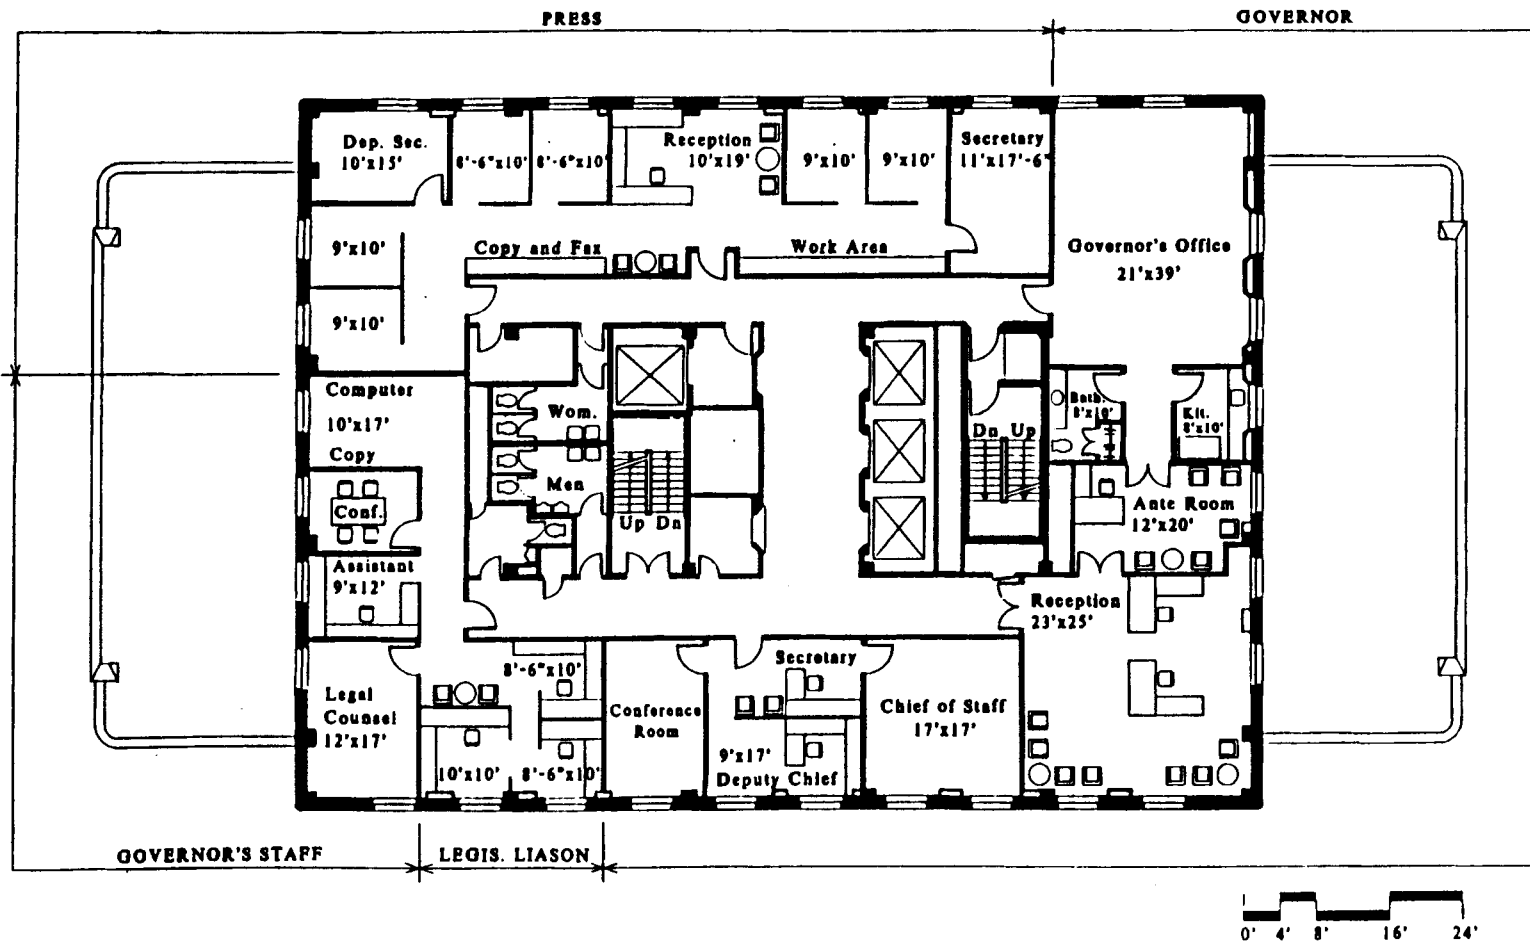 PRESS
GOVERNOR
Dep. Sec.
10'x15'
8'-6"x10'
8'-6"x10'
Reception
10'x19'
9'x10'
9'x10'
Secretary
11'x17'-6"
9'x10'
Copy and Fax
Work Area
Governor's Office
21'x39'
9'x10'
Computer
10'x17'
Copy
Wom.
Bath.
8'x10'
Kit.
8'x10'
Dn Up
Men
Conf.
Up Dn
Ante Room
12'x20'
Assistant
9'x12'
Reception
23'x25'
8'-6"x10'
Secretary
Legal
Counsel
12'x17'
Conference
Room
Chief of Staff
17'x17'
10'x10'
8'-6"x10'
9'x17'
Deputy Chief
GOVERNOR'S STAFF
LEGIS. LIASON
0' 4' 8' 16' 24'